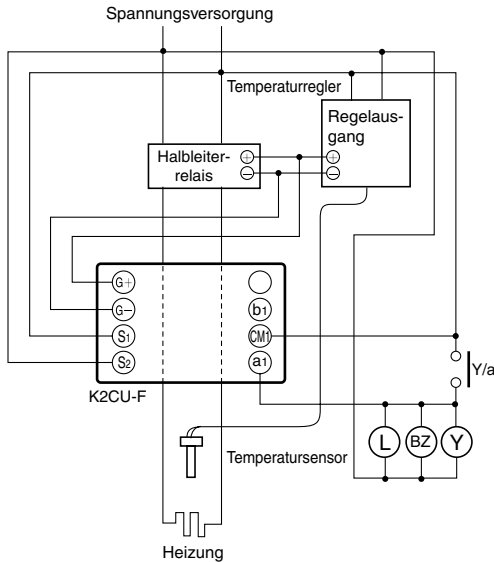 Spannungsversorgung
Temperaturregler
Regelaus-
gang
Halbleiter-
relais
+
−
+
−
G+
G−
S1
S2
b1
CM1
a1
K2CU-F
Y/a
L
BZ
Y
Temperatursensor
Heizung